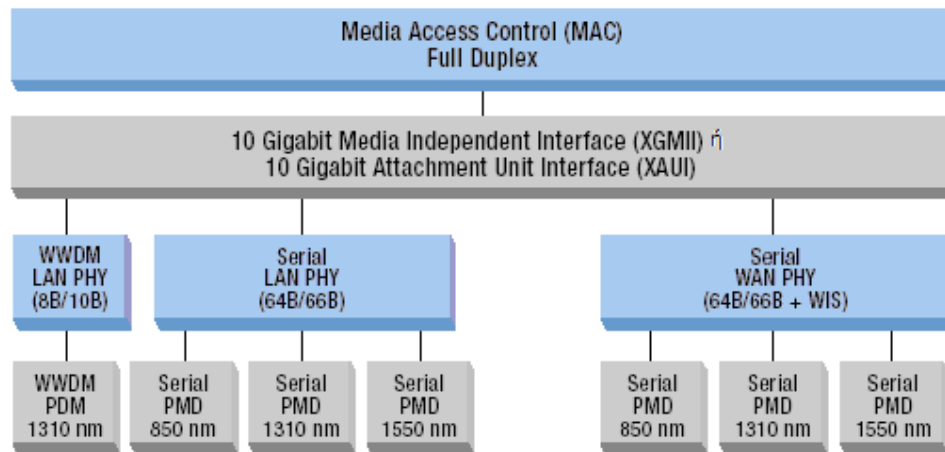 Media Access Control (MAC)
Full Duplex
10 Gigabit Media Independent Interface (XGMII) ή
10 Gigabit Attachment Unit Interface (XAUI)
WWDM
LAN PHY
(8B/10B)
Serial
LAN PHY
(64B/66B)
Serial
WAN PHY
(64B/66B + WIS)
WWDM
PDM
1310 nm
Serial
PMD
850 nm
Serial
PMD
1310 nm
Serial
PMD
1550 nm
Serial
PMD
850 nm
Serial
PMD
1310 nm
Serial
PMD
1550 nm